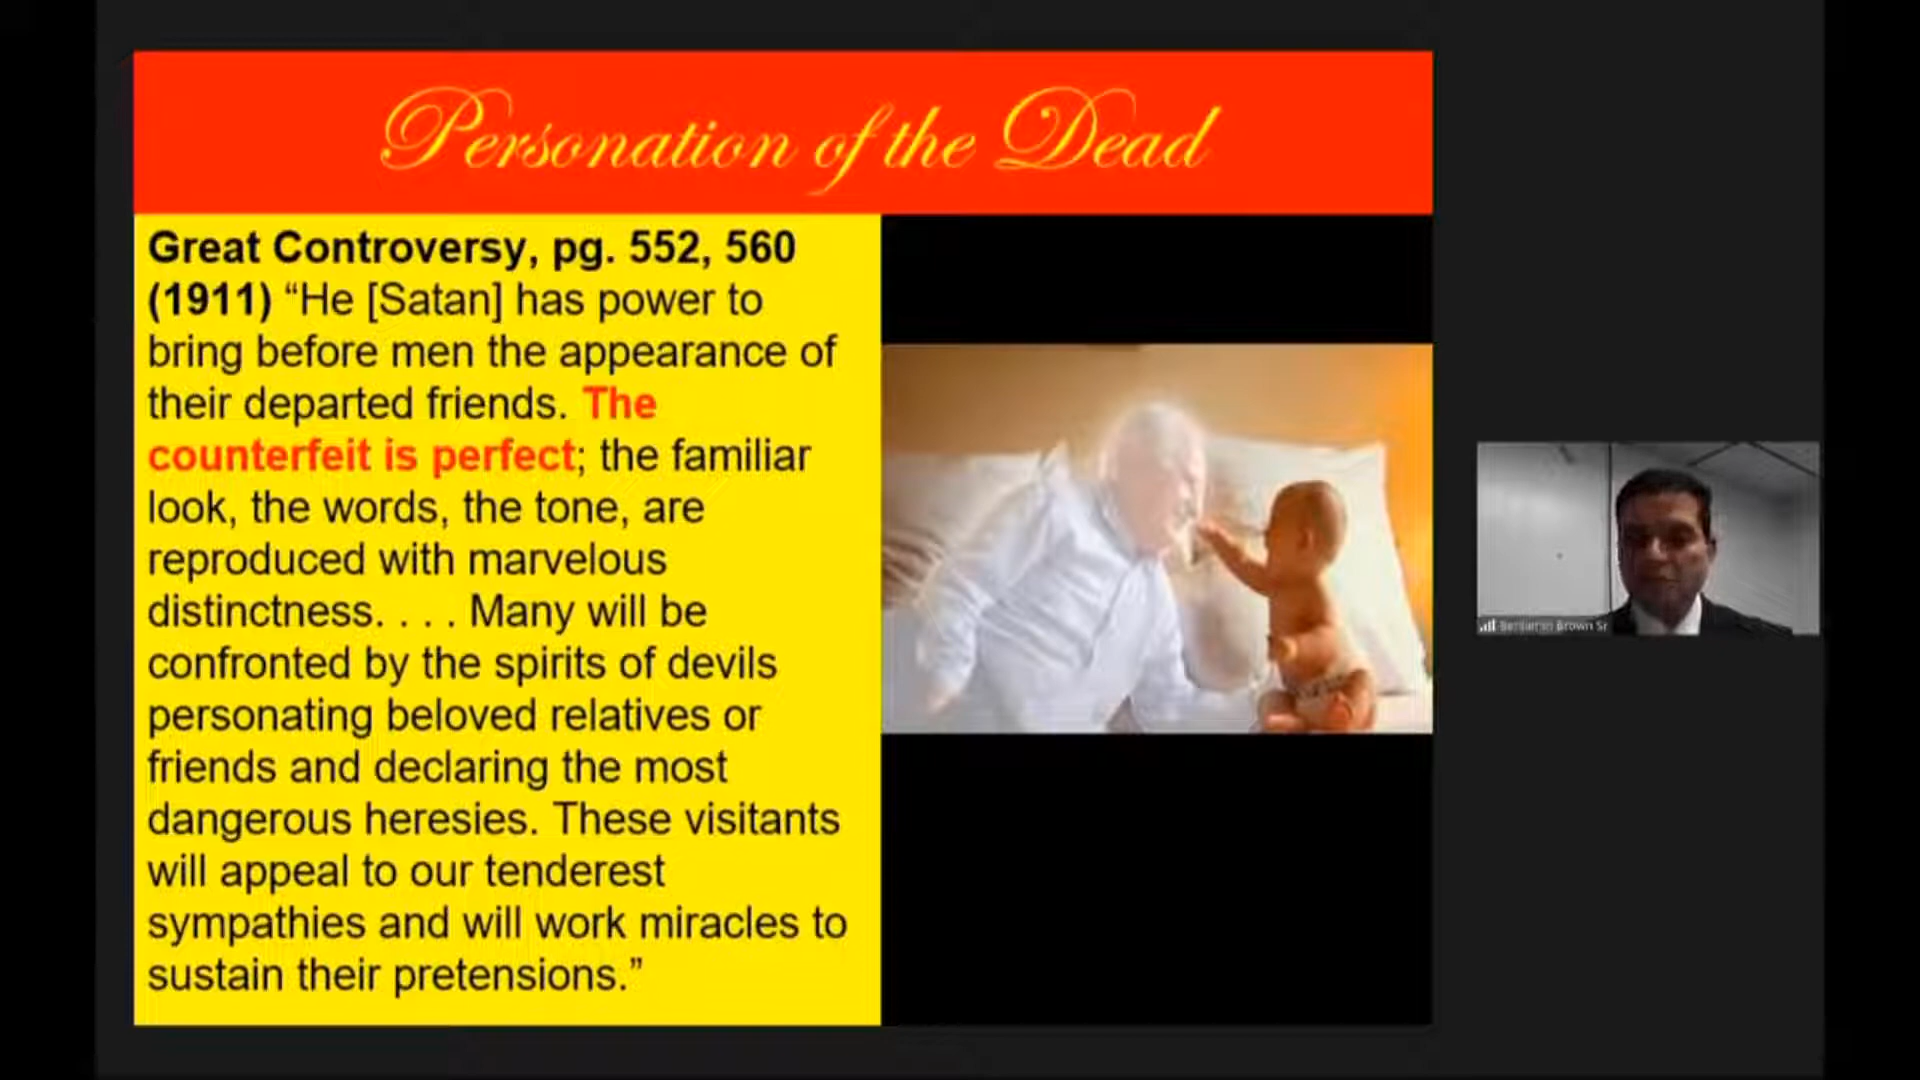 Personation of the Dead
Great Controversy, pg. 552, 560
(1911) “He [Satan] has power to
bring before men the appearance of
their departed friends. The
counterfeit is perfect; the familiar
look, the words, the tone, are
reproduced with marvelous
distinctness. . . . Many will be
confronted by the spirits of devils
personating beloved relatives or
friends and declaring the most
dangerous heresies. These visitants
will appeal to our tenderest
sympathies and will work miracles to
sustain their pretensions.”
Benjamin Brown Sr